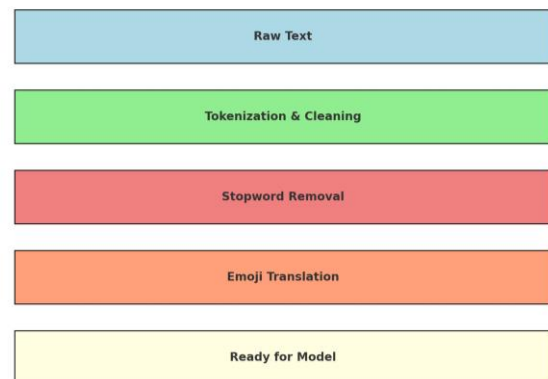 Raw Text
Tokenization & Cleaning
Stopword Removal
Emoji Translation
Ready for Model